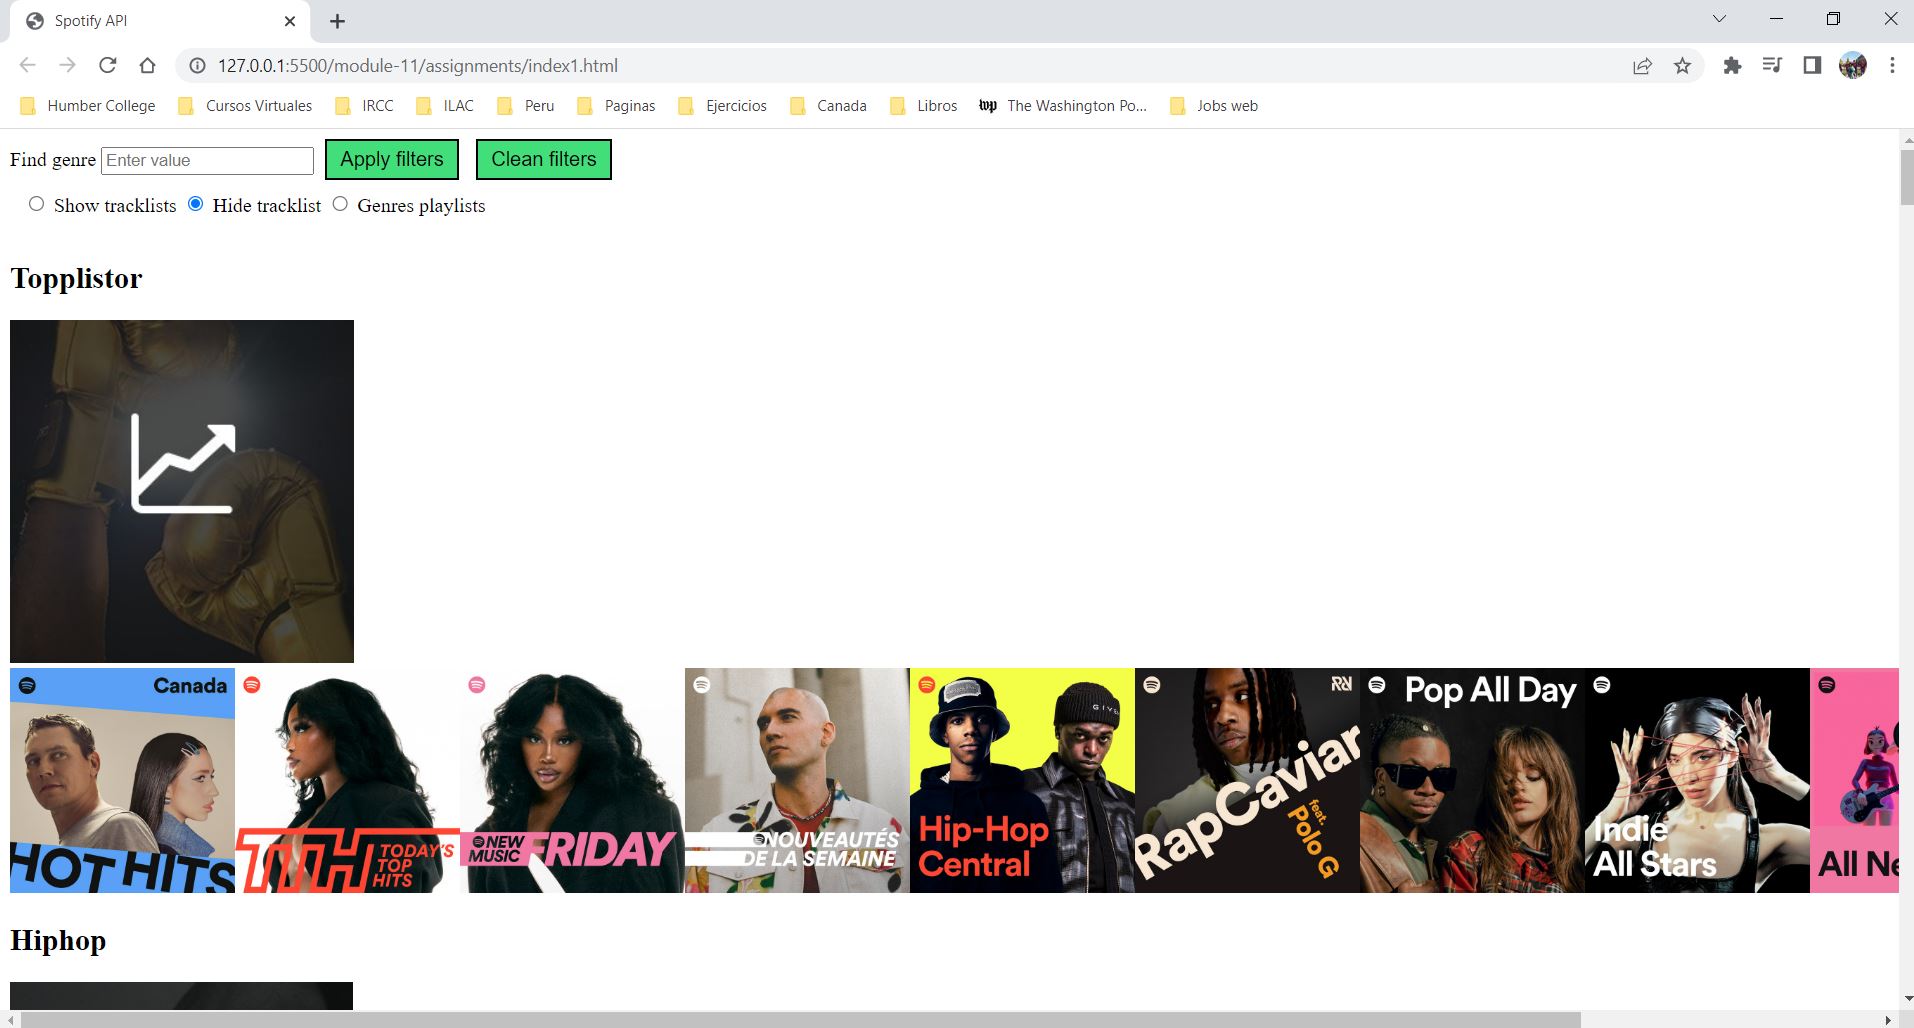 Spotify API
127.0.0.1:5500/module-11/assignments/index1.html
Humber College Cursos Virtuales IRCC ILAC Peru Paginas Ejercicios Canada Libros wp The Washington Po... Jobs web
Find genre Enter value Apply filters Clean filters
Show tracklists Hide tracklist Genres playlists
Topplistor
Canada
HOT HITS
TTH TODAY'S
TOP
HITS
NEW
MUSIC FRIDAY
NOUVEAUTÉS
DE LA SEMAINE
GIVE
Hip-Hop
Central
RapCaviar
feat.
Polo G
Pop All Day
Indie
All Stars
All Ne
Hiphop